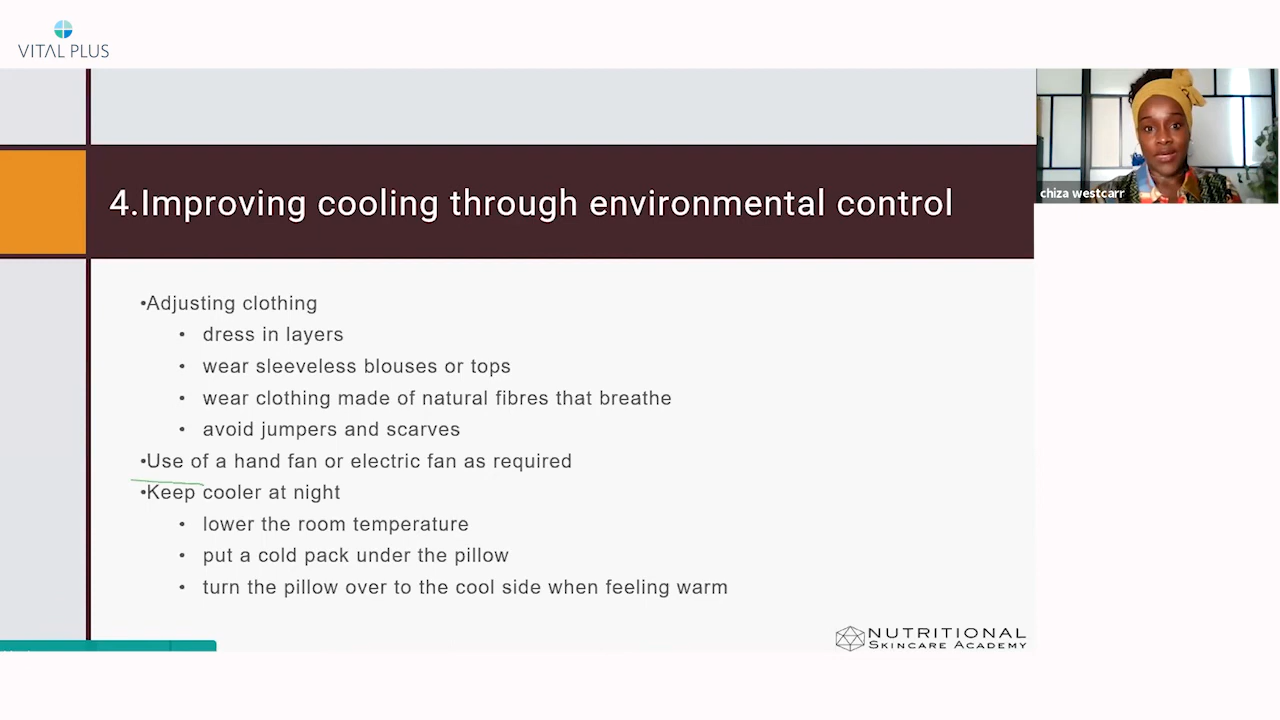 VITAL PLUS
4.Improving cooling through environmental control
chiza westcarr
•Adjusting clothing
• dress in layers
• wear sleeveless blouses or tops
• wear clothing made of natural fibres that breathe
• avoid jumpers and scarves
•Use of a hand fan or electric fan as required
•Keep cooler at night
• lower the room temperature
• put a cold pack under the pillow
• turn the pillow over to the cool side when feeling warm
NUTRITIONAL
SKINCARE ACADEMY